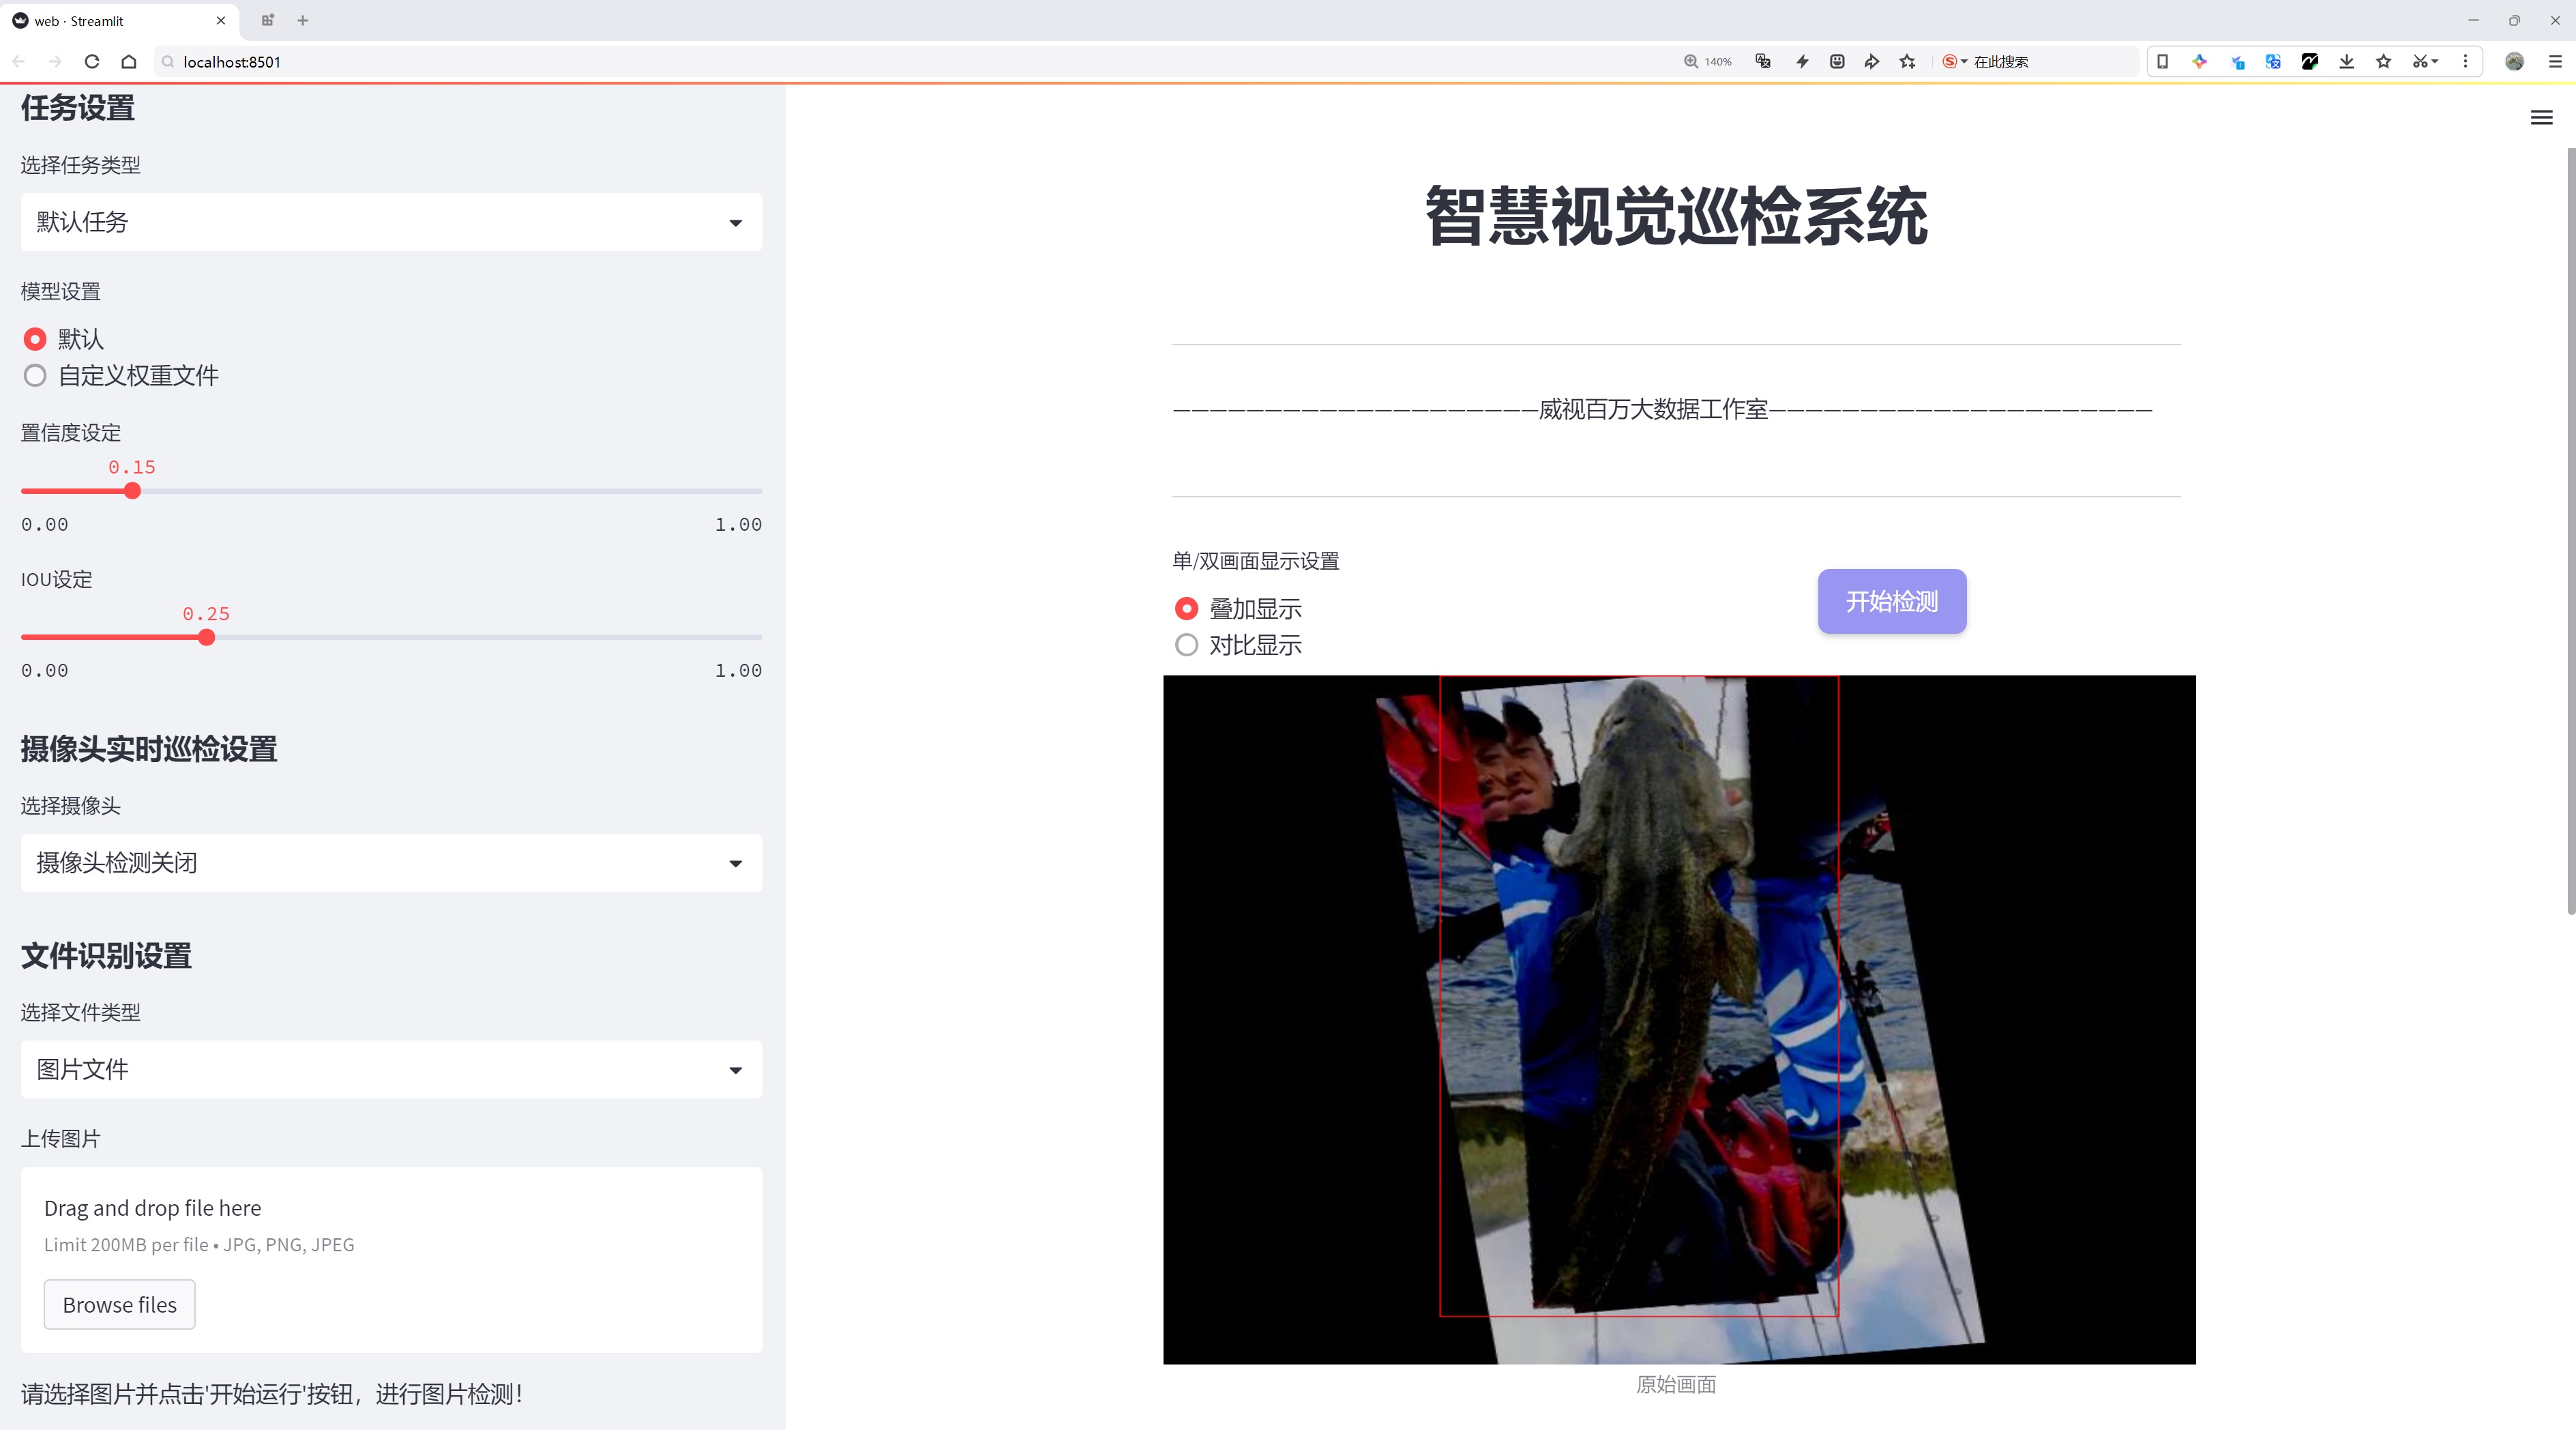 web · Streamlit
localhost:8501
140%
在此搜索
任务设置
选择任务类型
默认任务
模型设置
默认
自定义权重文件
置信度设定
0.15
0.00 1.00
IOU设定
0.25
0.00 1.00
摄像头实时巡检设置
选择摄像头
摄像头检测关闭
文件识别设置
选择文件类型
图片文件
上传图片
Drag and drop file here
Limit 200MB per file • JPG, PNG, JPEG
Browse files
请选择图片并点击'开始运行'按钮，进行图片检测！
智慧视觉巡检系统
————————————————————威视百万大数据工作室—————————————————————
单/双画面显示设置
叠加显示
对比显示
开始检测
原始画面